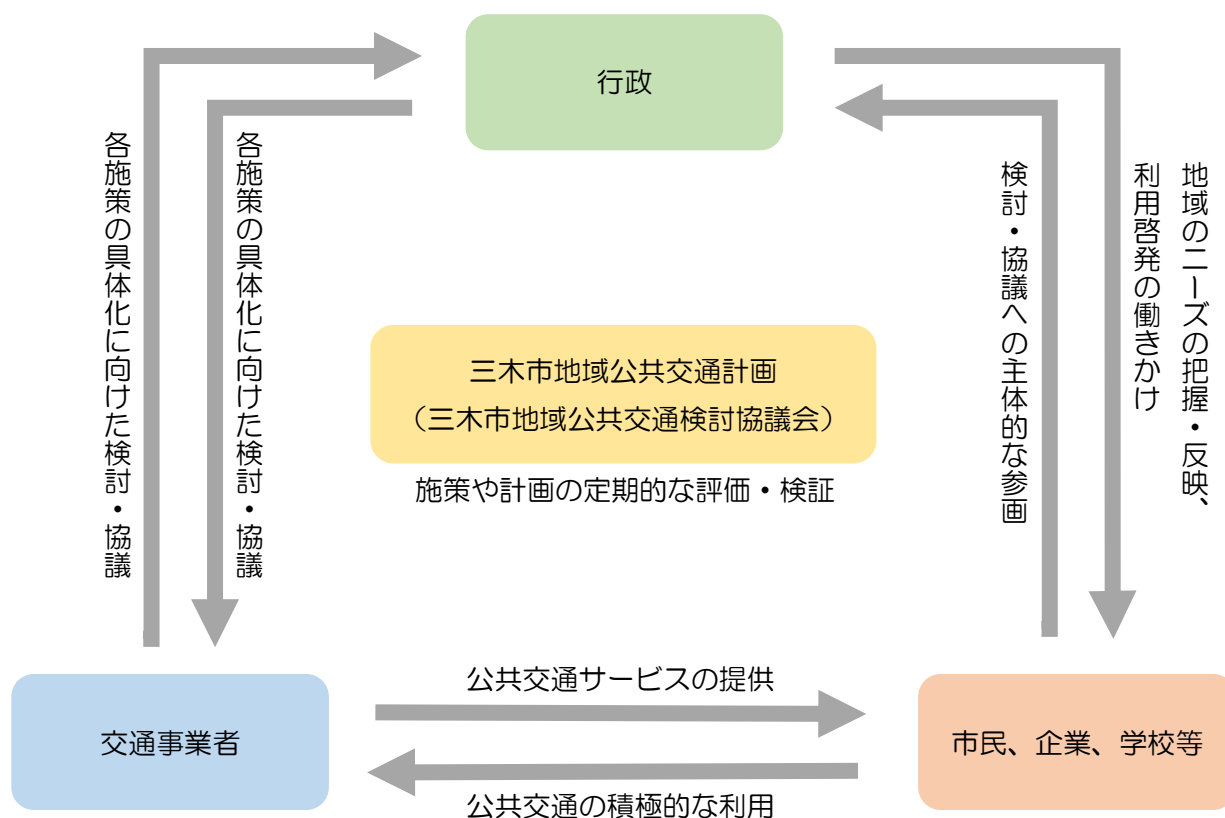 行政
各施策の具体化に向けた検討・協議
各施策の具体化に向けた検討・協議
検討・協議への主体的な参画
地域のニーズの把握・反映、
利用啓発の働きかけ
三木市地域公共交通計画
（三木市地域公共交通検討協議会）
施策や計画の定期的な評価・検証
公共交通サービスの提供
交通事業者
市民、企業、学校等
公共交通の積極的な利用